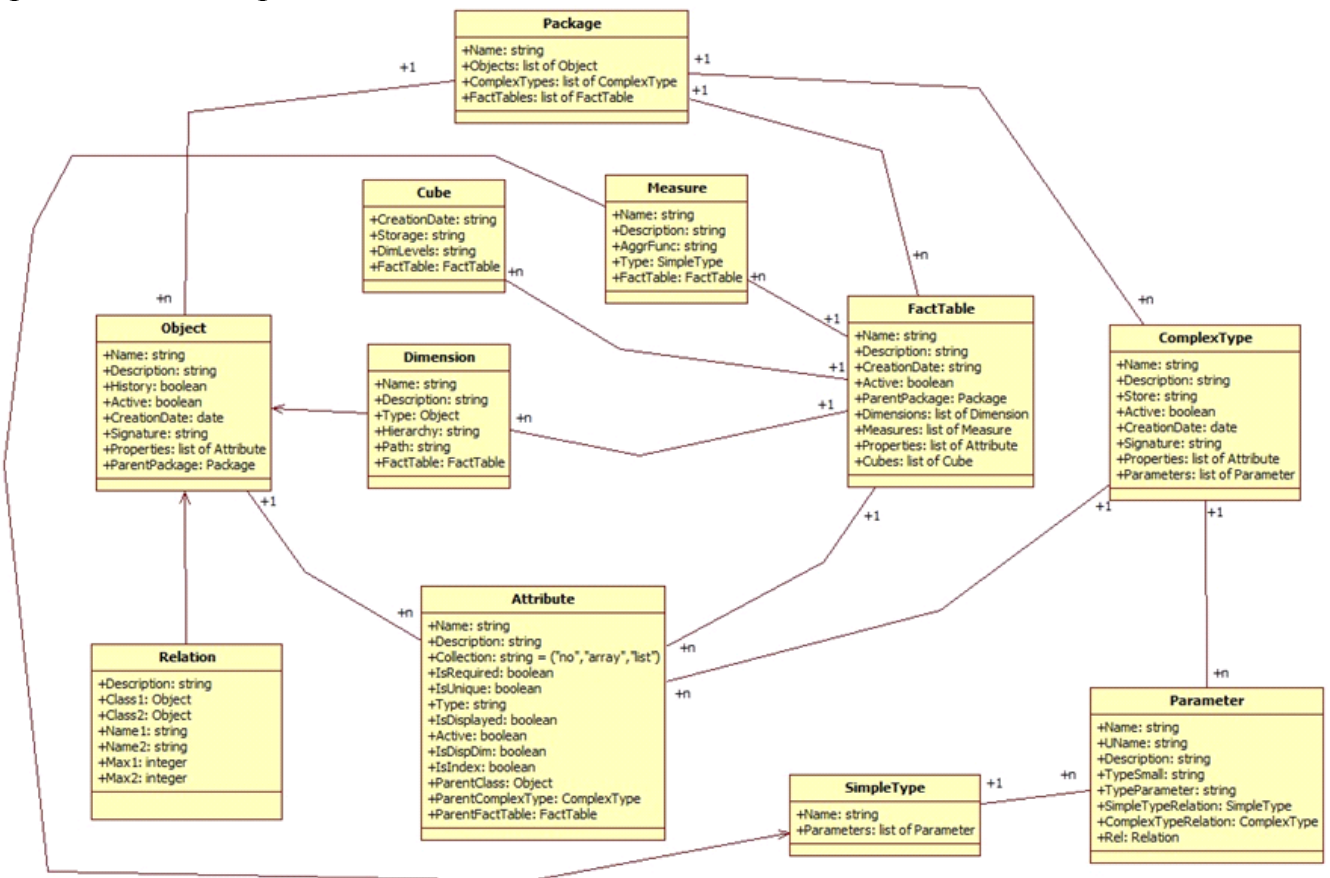 Package
+Name: string
+Objects: list of Object
+ComplexTypes: list of ComplexType
+FactTables: list of FactTable
+1
+1
+1
Cube
+CreationDate: string
+Storage: string
+DimLevels: string
+FactTable: FactTable
+n
Measure
+Name: string
+Description: string
+AggrFunc: string
+Type: SimpleType
+FactTable: FactTable
+n
+n
+n
+n
Object
+Name: string
+Description: string
+History: boolean
+Active: boolean
+CreationDate: date
+Signature: string
+Properties: list of Attribute
+ParentPackage: Package
+1
Dimension
+Name: string
+Description: string
+Type: Object
+Hierarchy: string
+Path: string
+FactTable: FactTable
+n
+1
+1
+1
FactTable
+Name: string
+Description: string
+CreationDate: string
+Active: boolean
+ParentPackage: Package
+Dimensions: list of Dimension
+Measures: list of Measure
+Properties: list of Attribute
+Cubes: list of Cube
+1
ComplexType
+Name: string
+Description: string
+Store: string
+Active: boolean
+CreationDate: date
+Signature: string
+Properties: list of Attribute
+Parameters: list of Parameter
+1
+1
Relation
+Description: string
+Class1: Object
+Class2: Object
+Name1: string
+Name2: string
+Max1: integer
+Max2: integer
+n
Attribute
+Name: string
+Description: string
+Collection: string = ("no","array","list")
+IsRequired: boolean
+IsUnique: boolean
+Type: string
+IsDisplayed: boolean
+Active: boolean
+IsDispDim: boolean
+IsIndex: boolean
+ParentClass: Object
+ParentComplexType: ComplexType
+ParentFactTable: FactTable
+n
+n
SimpleType
+Name: string
+Parameters: list of Parameter
+1
+n
+n
Parameter
+Name: string
+UName: string
+Description: string
+TypeSmall: string
+TypeParameter: string
+SimpleTypeRelation: SimpleType
+ComplexTypeRelation: ComplexType
+Rel: Relation